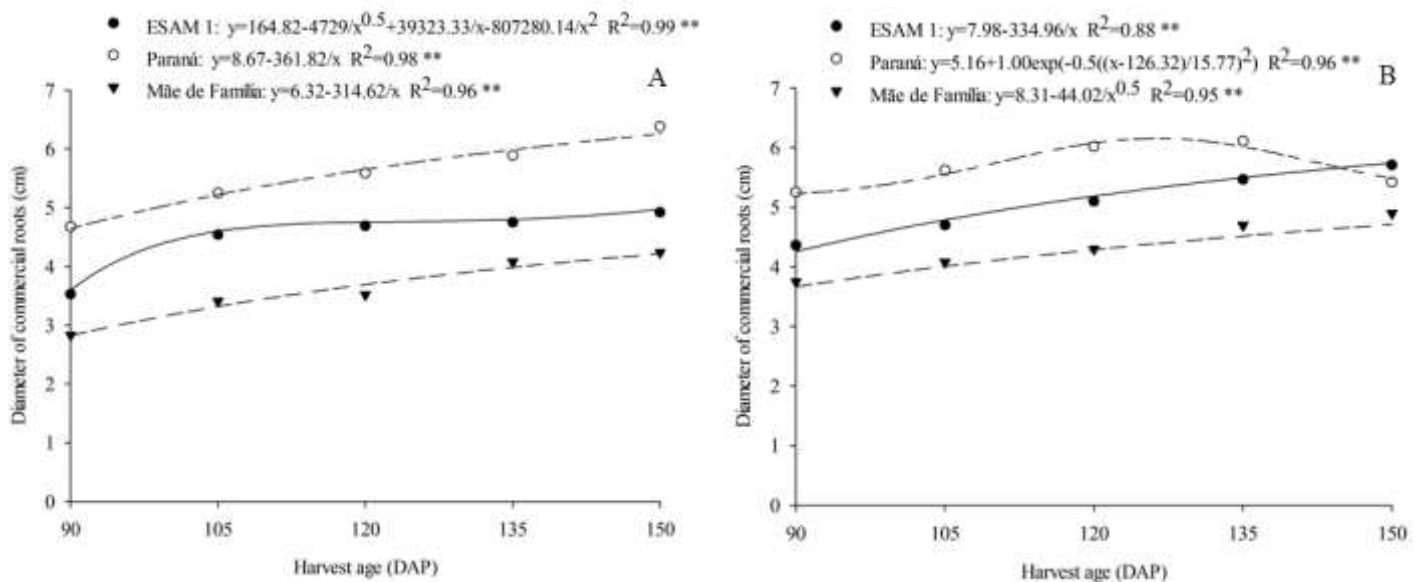 ESAM 1: y=164.82-4729/x^0.5+39323.33/x-807280.14/x^2 R^2=0.99 **
Paraná: y=8.67-361.82/x R^2=0.98 **
Mãe de Família: y=6.32-314.62/x R^2=0.96 **
A
7
6
5
4
3
2
1
0
Diameter of commercial roots (cm)
90 105 120 135 150
Harvest age (DAP)
ESAM 1: y=7.98-334.96/x R^2=0.88 **
Paraná: y=5.16+1.00exp(-0.5((x-126.32)/15.77)^2) R^2=0.96 **
Mãe de Família: y=8.31-44.02/x^0.5 R^2=0.95 **
B
7
6
5
4
3
2
1
0
Diameter of commercial roots (cm)
90 105 120 135 150
Harvest age (DAP)